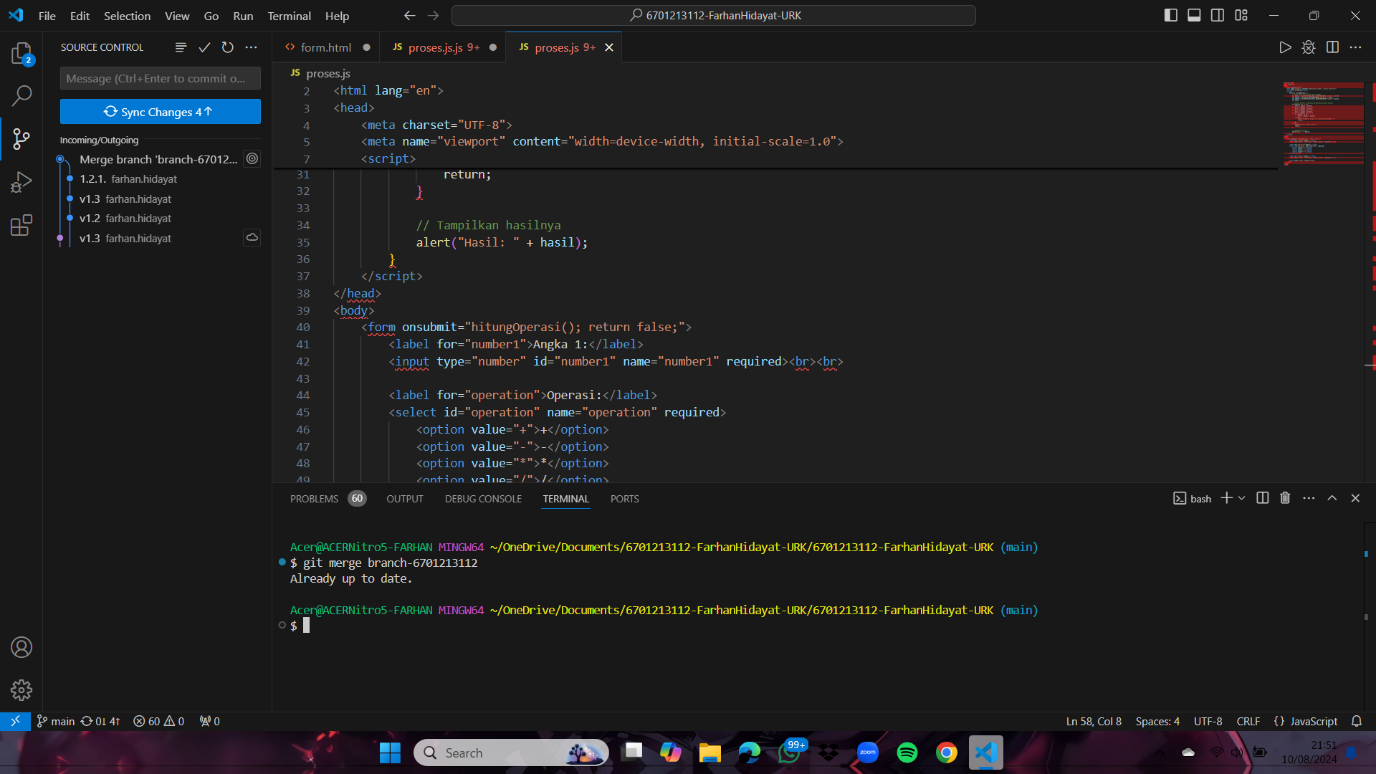 File Edit Selection View Go Run Terminal Help
6701213112-FarhanHidayat-URK
SOURCE CONTROL
form.html
JS proses.js.js 9+
JS proses.js 9+
2
Message (Ctrl+Enter to commit o...
Sync Changes 4↑
Incoming/Outgoing
Merge branch 'branch-67012...
1.2.1. farhan.hidayat
v1.3 farhan.hidayat
v1.2 farhan.hidayat
v1.3 farhan.hidayat
JS proses.js
2 <html lang="en">
3 <head>
4 <meta charset="UTF-8">
5 <meta name="viewport" content="width=device-width, initial-scale=1.0">
7 <script>
31 return;
32 }
33
34 // Tampilkan hasilnya
35 alert("Hasil: " + hasil);
36 }
37 </script>
38 </head>
39 <body>
40 <form onsubmit="hitungOperasi(); return false;">
41 <label for="number1">Angka 1:</label>
42 <input type="number" id="number1" name="number1" required><br><br>
43
44 <label for="operation">Operasi:</label>
45 <select id="operation" name="operation" required>
46 <option value="+">+</option>
47 <option value="-">-</option>
48 <option value="*">*</option>
49 <option value="/">/</option>
PROBLEMS 60 OUTPUT DEBUG CONSOLE TERMINAL PORTS
bash
Acer@ACERNitro5-FARHAN MINGW64 ~/OneDrive/Documents/6701213112-FarhanHidayat-URK/6701213112-FarhanHidayat-URK (main)
$ git merge branch-6701213112
Already up to date.
Acer@ACERNitro5-FARHAN MINGW64 ~/OneDrive/Documents/6701213112-FarhanHidayat-URK/6701213112-FarhanHidayat-URK (main)
$
main 0↓ 4↑ 60 0 0
Ln 58, Col 8 Spaces: 4 UTF-8 CRLF {} JavaScript
Search
99+
zoom
21:51
10/08/2024